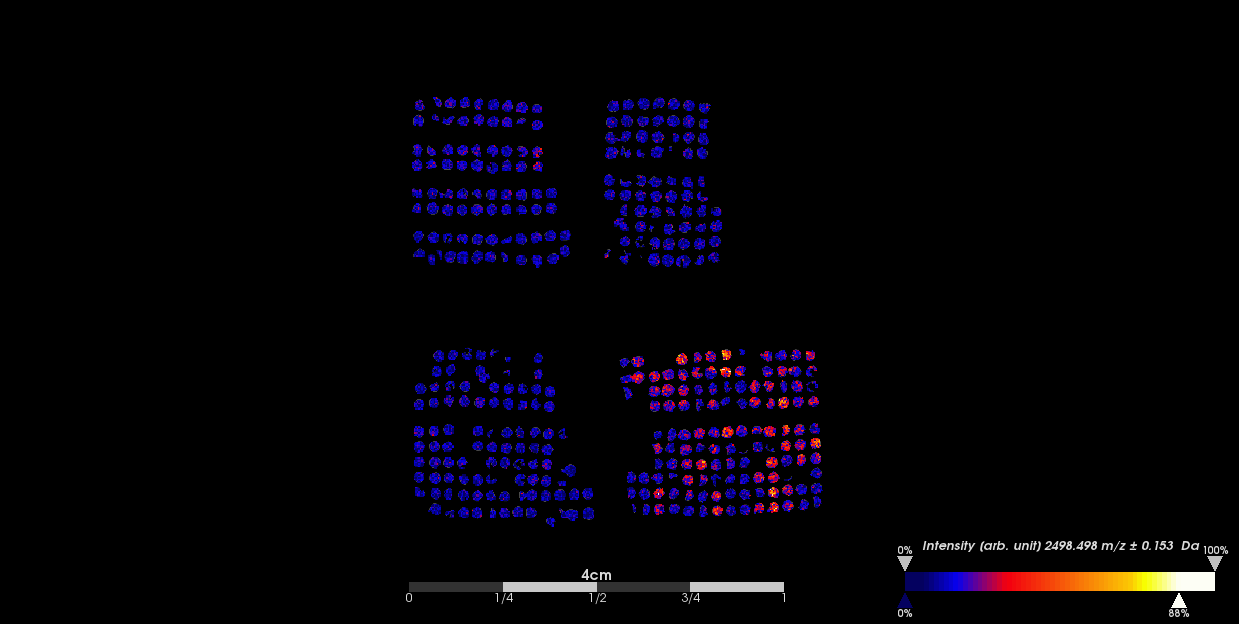 Intensity (arb. unit) 2498.498 m/z ± 0.153 Da
0% 100%
0% 88%
4cm
0 1/4 1/2 3/4 1